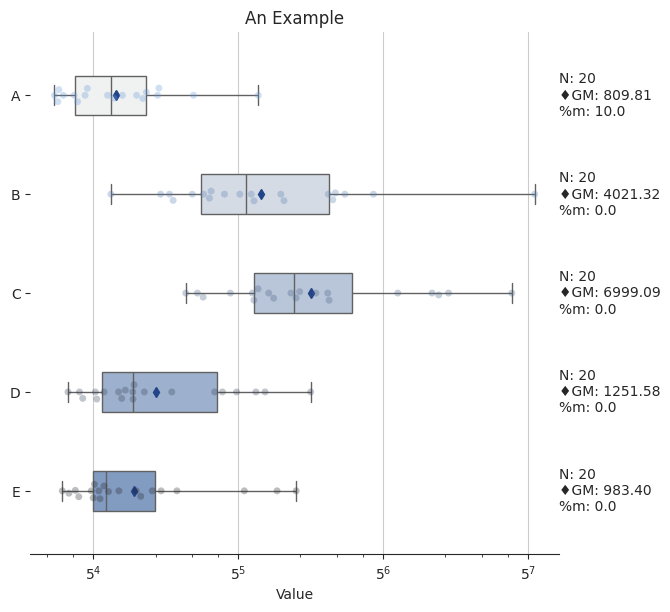 An Example
A
N: 20
♦GM: 809.81
%m: 10.0
B
N: 20
♦GM: 4021.32
%m: 0.0
C
N: 20
♦GM: 6999.09
%m: 0.0
D
N: 20
♦GM: 1251.58
%m: 0.0
E
N: 20
♦GM: 983.40
%m: 0.0
5⁴ 5⁵ 5⁶ 5⁷
Value